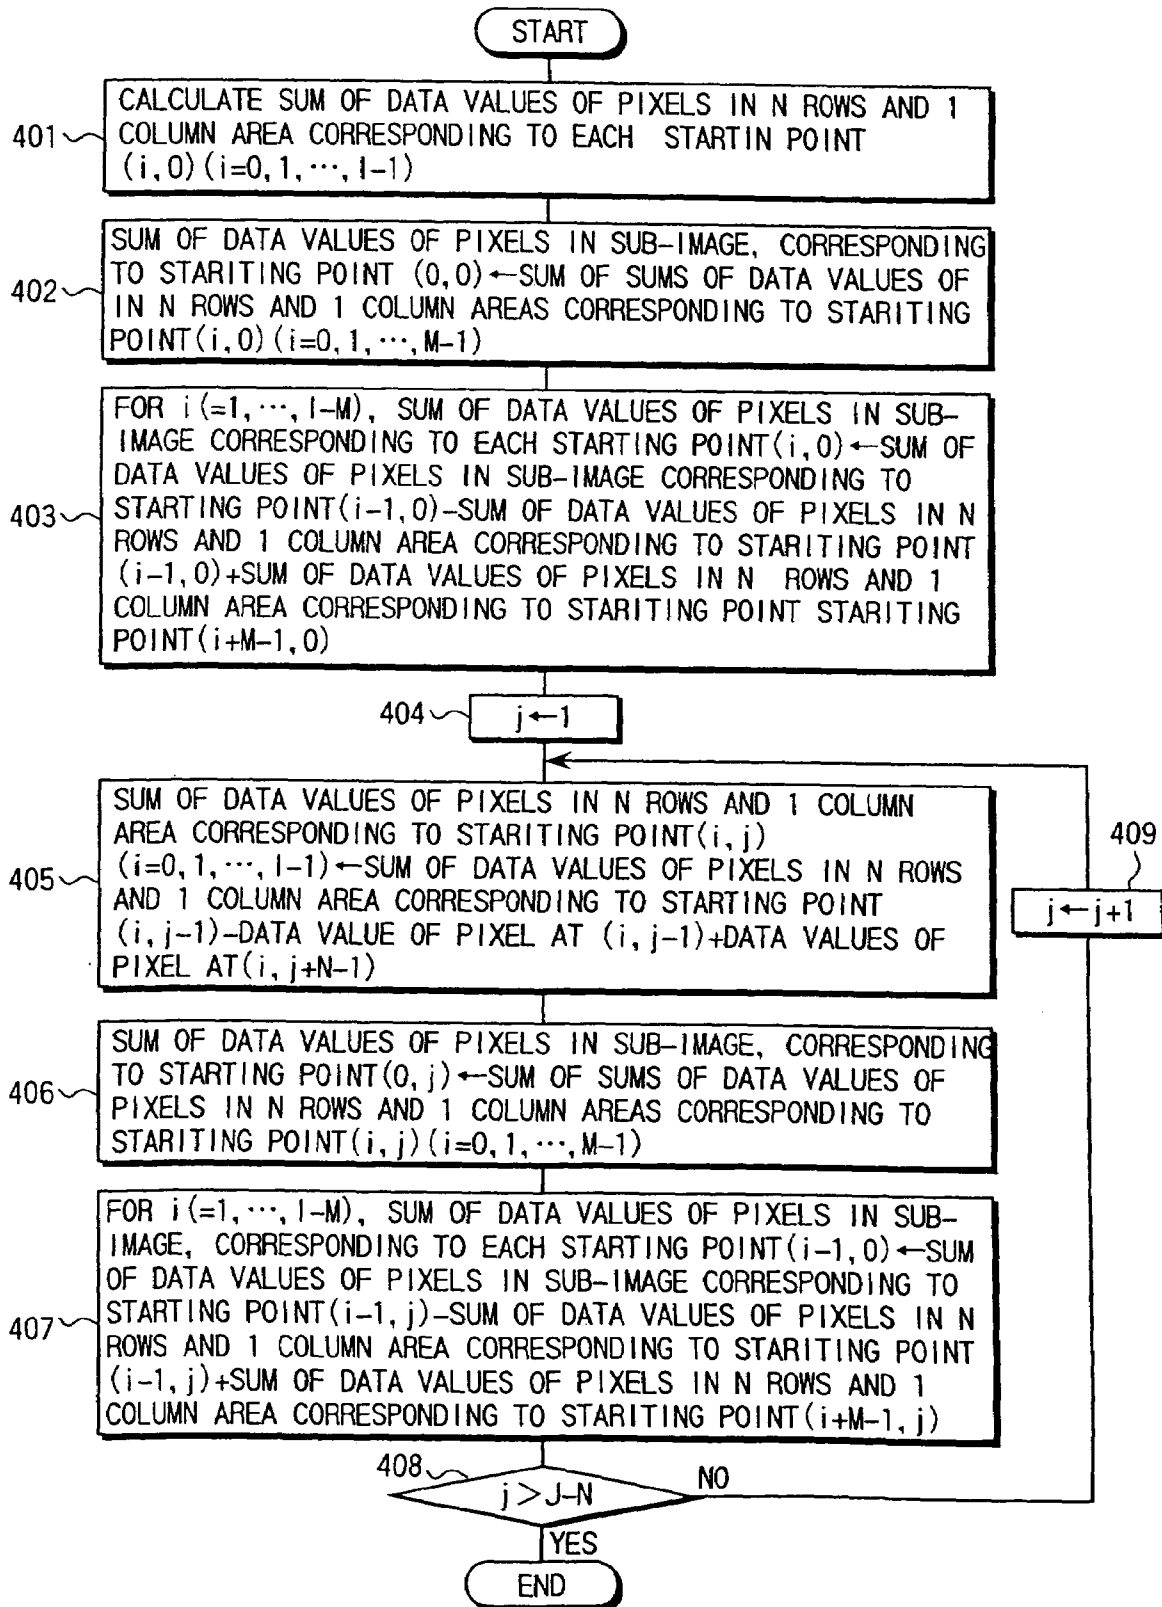 START
CALCULATE SUM OF DATA VALUES OF PIXELS IN N ROWS AND 1
COLUMN AREA CORRESPONDING TO EACH STARTIN POINT
(i,0)(i=0,1,⋯,I-1)
401
SUM OF DATA VALUES OF PIXELS IN SUB-IMAGE, CORRESPONDING
TO STARITING POINT (0,0)←SUM OF SUMS OF DATA VALUES OF
IN N ROWS AND 1 COLUMN AREAS CORRESPONDING TO STARITING
POINT(i,0)(i=0,1,⋯,M-1)
402
FOR i(=1,⋯,I-M), SUM OF DATA VALUES OF PIXELS IN SUB-
IMAGE CORRESPONDING TO EACH STARTING POINT(i,0)←SUM OF
DATA VALUES OF PIXELS IN SUB-IMAGE CORRESPONDING TO
STARTING POINT(i-1,0)-SUM OF DATA VALUES OF PIXELS IN N
ROWS AND 1 COLUMN AREA CORRESPONDING TO STARITING POINT
(i-1,0)+SUM OF DATA VALUES OF PIXELS IN N ROWS AND 1
COLUMN AREA CORRESPONDING TO STARITING POINT STARITING
POINT(i+M-1,0)
403
404
j←1
SUM OF DATA VALUES OF PIXELS IN N ROWS AND 1 COLUMN
AREA CORRESPONDING TO STARITING POINT(i,j)
(i=0,1,⋯,I-1)←SUM OF DATA VALUES OF PIXELS IN N ROWS
AND 1 COLUMN AREA CORRESPONDING TO STARTING POINT
(i,j-1)-DATA VALUE OF PIXEL AT (i,j-1)+DATA VALUES OF
PIXEL AT(i,j+N-1)
405
409
j←j+1
SUM OF DATA VALUES OF PIXELS IN SUB-IMAGE, CORRESPONDING
TO STARTING POINT(0,j)←SUM OF SUMS OF DATA VALUES OF
PIXELS IN N ROWS AND 1 COLUMN AREAS CORRESPONDING TO
STARITING POINT(i,j)(i=0,1,⋯,M-1)
406
FOR i(=1,⋯,I-M), SUM OF DATA VALUES OF PIXELS IN SUB-
IMAGE, CORRESPONDING TO EACH STARTING POINT(i-1,0)←SUM
OF DATA VALUES OF PIXELS IN SUB-IMAGE CORRESPONDING TO
STARTING POINT(i-1,j)-SUM OF DATA VALUES OF PIXELS IN N
ROWS AND 1 COLUMN AREA CORRESPONDING TO STARITING POINT
(i-1,j)+SUM OF DATA VALUES OF PIXELS IN N ROWS AND 1
COLUMN AREA CORRESPONDING TO STARITING POINT(i+M-1,j)
407
408
j>J-N
NO
YES
END